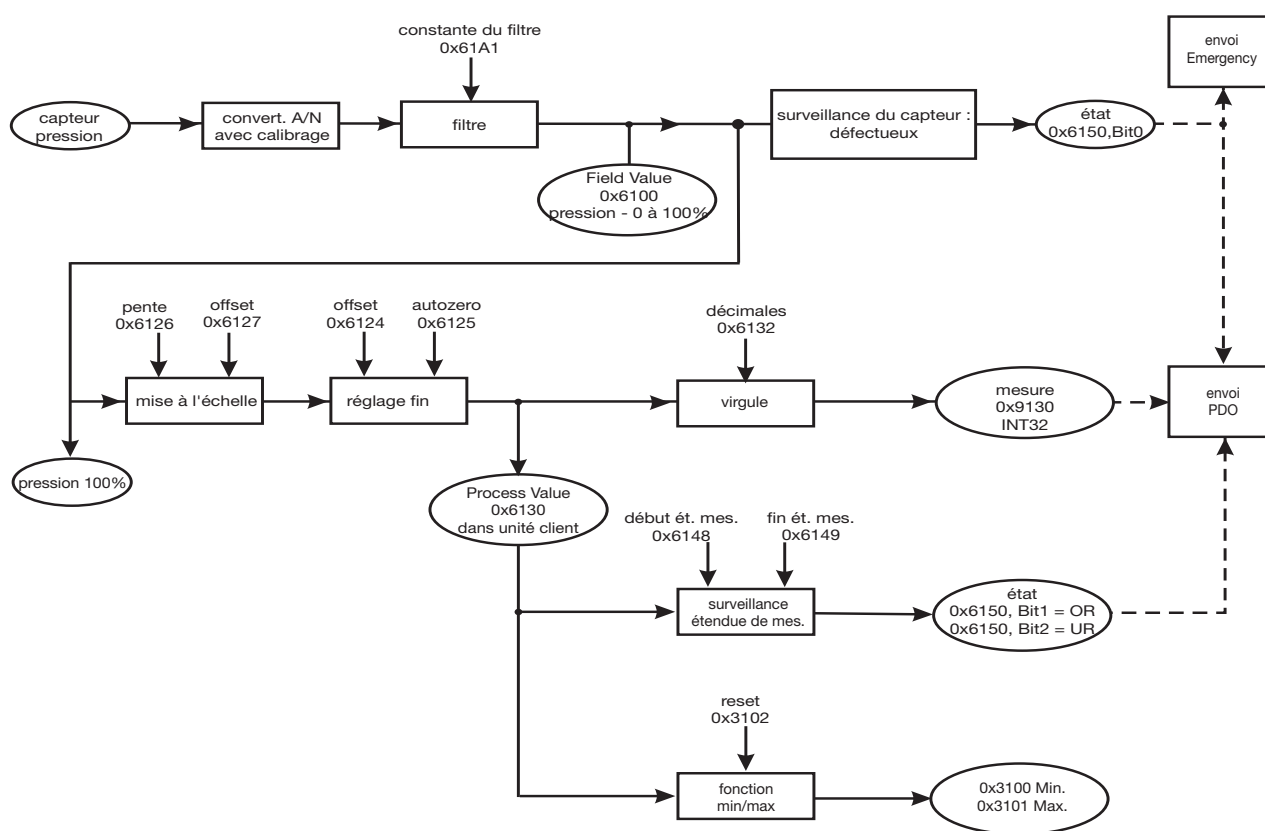 constante du filtre
0x61A1
envoi
Emergency
capteur
pression
convert. A/N
avec calibrage
filtre
surveillance du capteur :
défectueux
état
0x6150,Bit0
Field Value
0x6100
pression - 0 à 100%
pente
0x6126
offset
0x6127
offset
0x6124
autozero
0x6125
décimales
0x6132
mise à l'échelle
réglage fin
virgule
mesure
0x9130
INT32
envoi
PDO
pression 100%
Process Value
0x6130
dans unité client
début ét. mes.
0x6148
fin ét. mes.
0x6149
surveillance
étendue de mes.
état
0x6150, Bit1 = OR
0x6150, Bit2 = UR
reset
0x3102
fonction
min/max
0x3100 Min.
0x3101 Max.